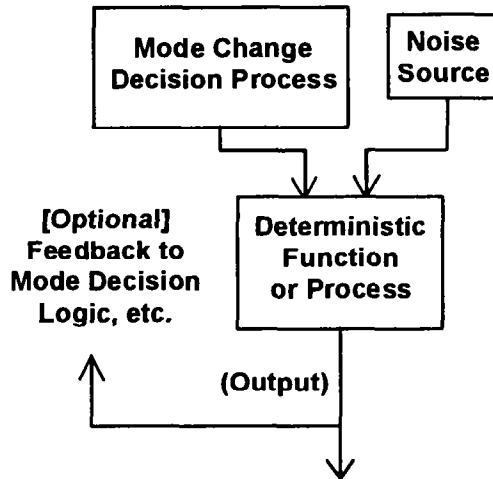 Mode Change
Decision Process
Noise
Source
[Optional]
Feedback to
Mode Decision
Logic, etc.
Deterministic
Function
or Process
(Output)